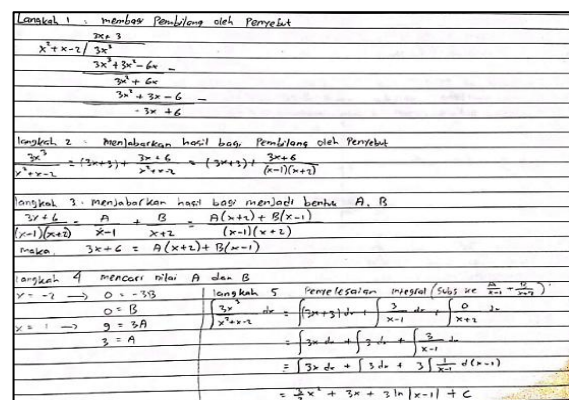 Langkah 1 : membagi Pembilang oleh Penyebut
3x + 3
x² + x - 2 / 3x³
3x³ + 3x² - 6x -
3x² + 6x
3x² + 3x - 6 -
- 3x + 6
langkah 2 : Menjabarkan hasil bagi Pembilang oleh Penyebut
3x³/x²+x-2 = (3x+3) + 3x+6/x²+x-2 = (3x+3) + 3x+6/(x-1)(x+2)
langkah 3 : Menjabarkan hasil bagi menjadi bentuk A, B
3x+6/(x-1)(x+2) = A/x-1 + B/x+2 = A(x+2) + B(x-1)/(x-1)(x+2)
maka 3x+6 = A(x+2) + B(x-1)
langkah 4 mencari nilai A dan B
x = -2 → 0 = -3B
0 = B
x = 1 → 9 = 3A
3 = A
langkah 5 Penyelesaian integral (subs ke A/x-1 + B/x+2)
∫ 3x³/x²+x-2 dx = ∫(3x+3) dx + ∫ 3/x-1 dx + ∫ 0/x+2 dx
= ∫ 3x dx + ∫ 3 dx + ∫ 3/x-1
= ∫ 3x dx + ∫ 3 dx + 3 ∫ 1/x-1 d(x-1)
= 3/2 x² + 3x + 3 ln |x-1| + C